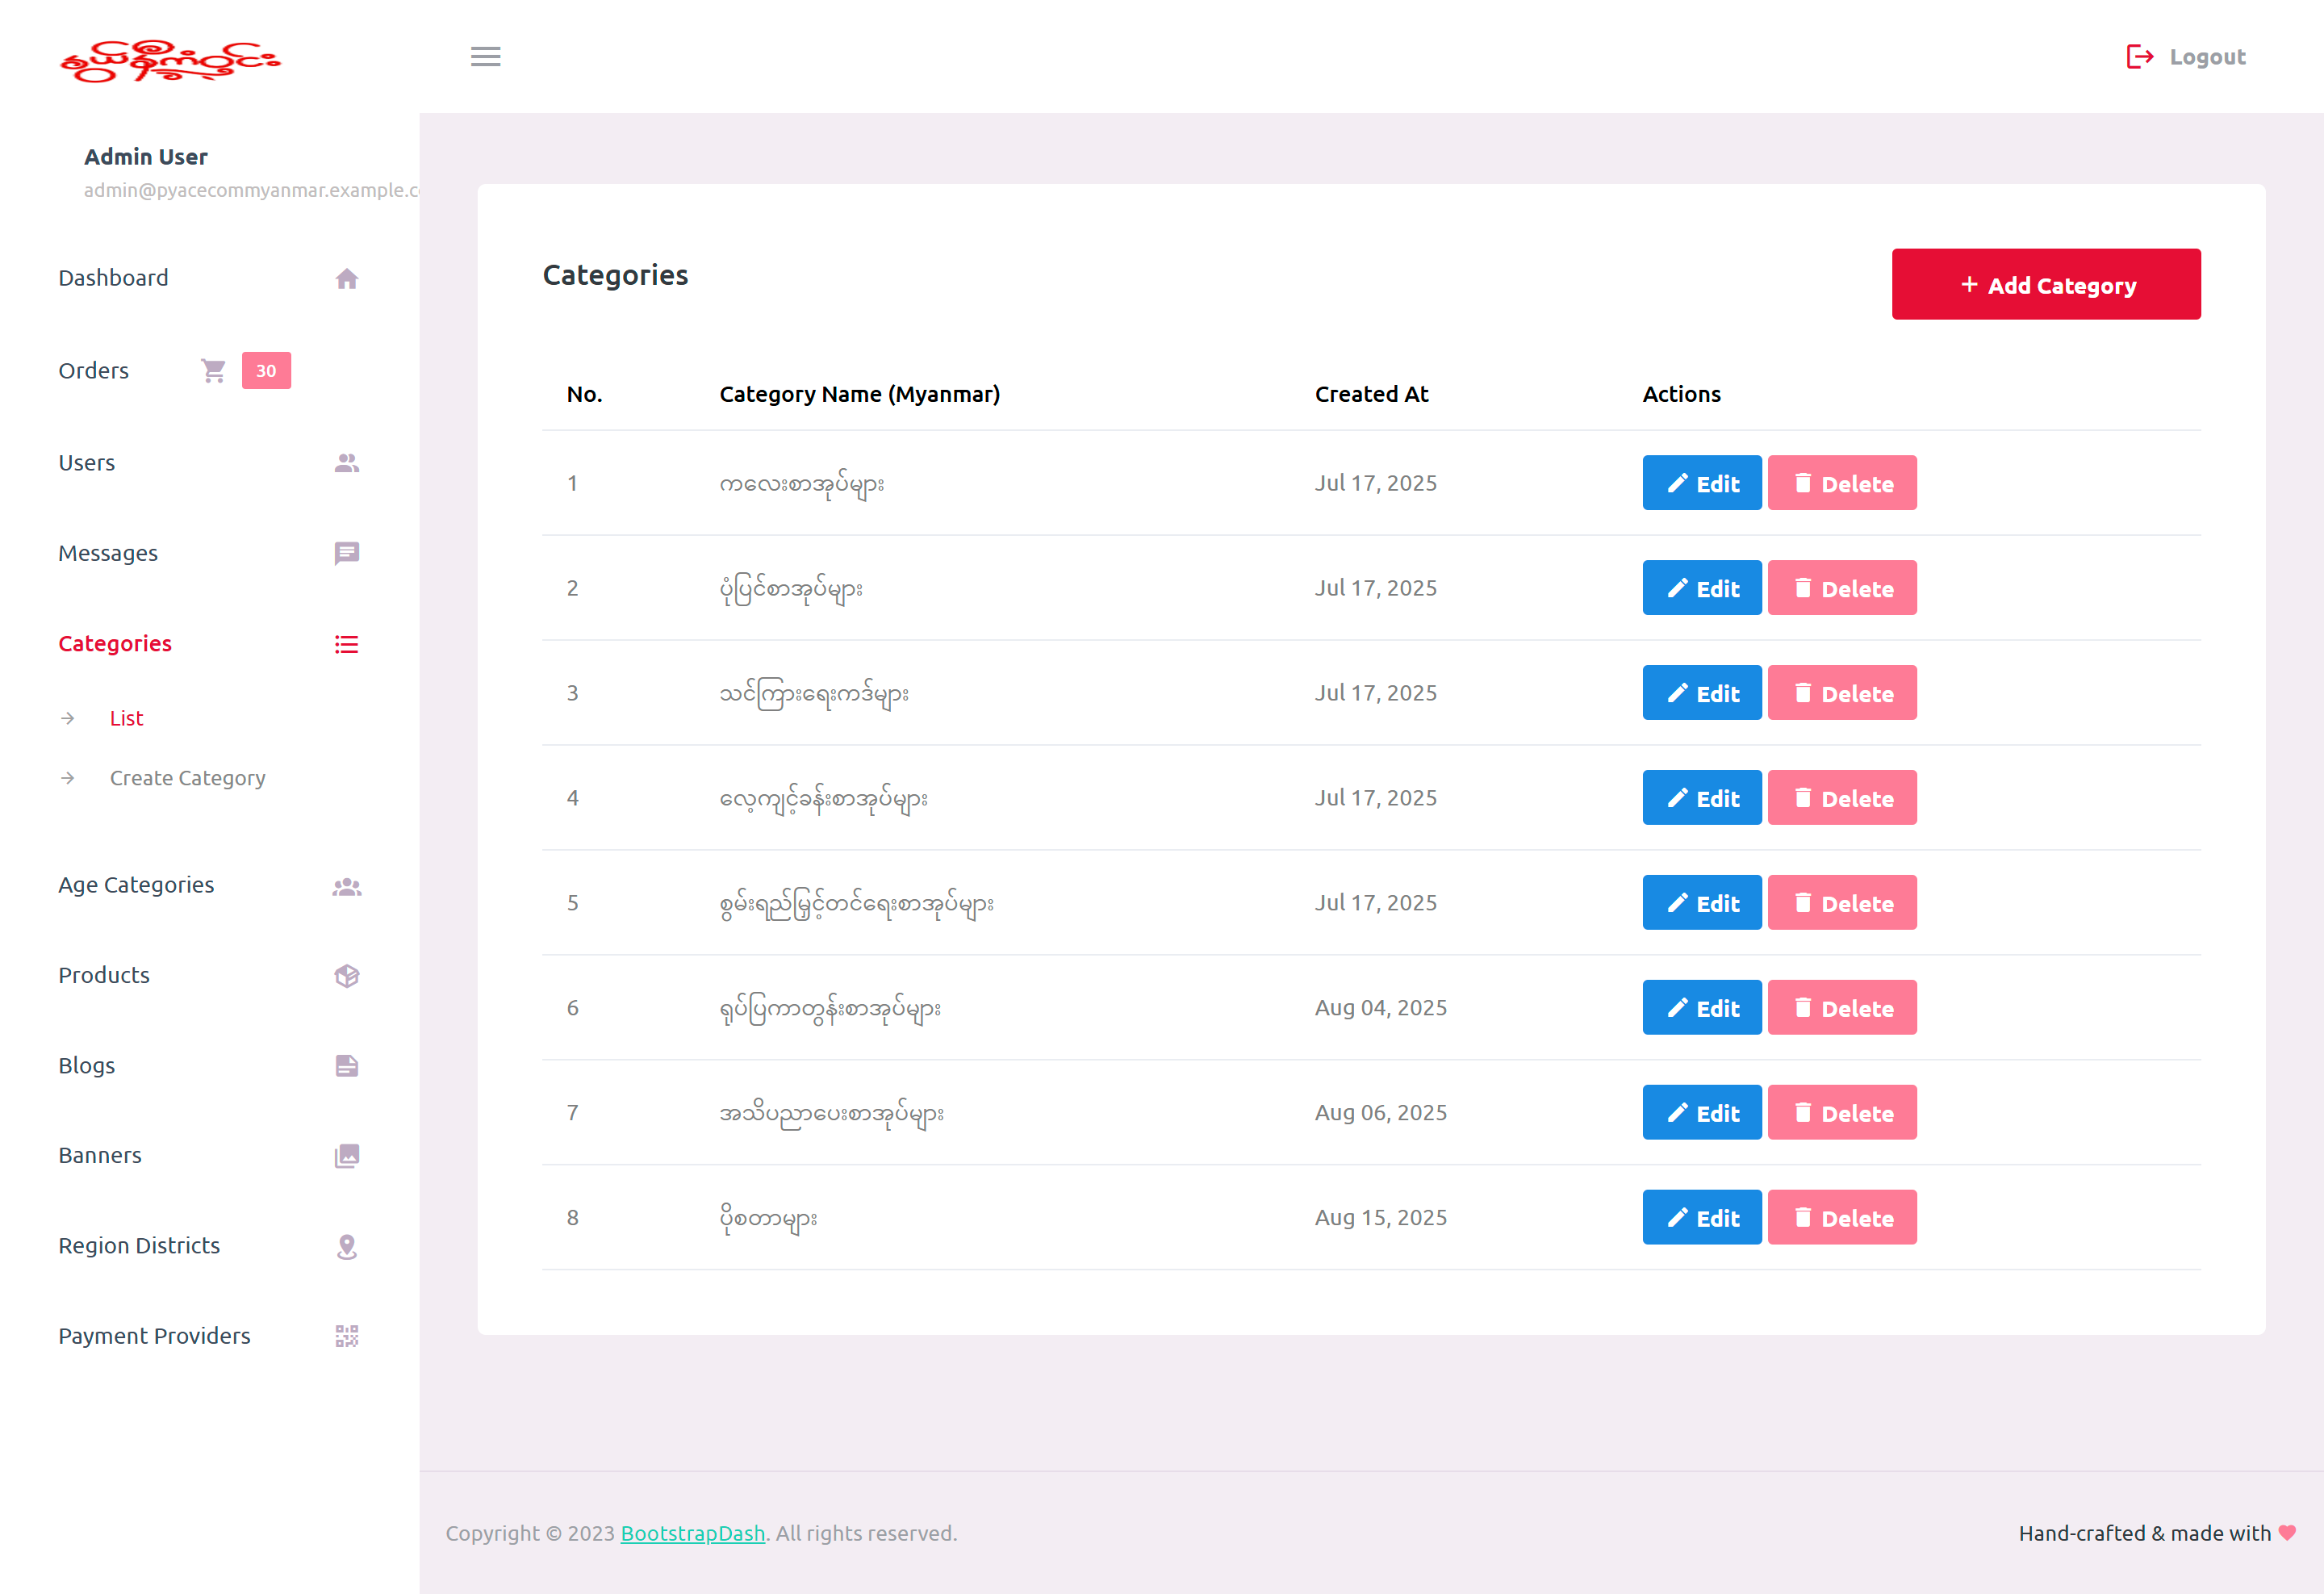 Logout
Admin User
admin@pyacecommyanmar.example.c
Dashboard
Orders 30
Users
Messages
Categories
List
Create Category
Age Categories
Products
Blogs
Banners
Region Districts
Payment Providers
Categories
+ Add Category
No. Category Name (Myanmar) Created At Actions
1 ကလေးစာအုပ်များ Jul 17, 2025 Edit Delete
2 ပုံပြင်စာအုပ်များ Jul 17, 2025 Edit Delete
3 သင်ကြားရေးကဒ်များ Jul 17, 2025 Edit Delete
4 လေ့ကျင့်ခန်းစာအုပ်များ Jul 17, 2025 Edit Delete
5 စွမ်းရည်မြှင့်တင်ရေးစာအုပ်များ Jul 17, 2025 Edit Delete
6 ရုပ်ပြကာတွန်းစာအုပ်များ Aug 04, 2025 Edit Delete
7 အသိပညာပေးစာအုပ်များ Aug 06, 2025 Edit Delete
8 ပိုစတာများ Aug 15, 2025 Edit Delete
Copyright © 2023 BootstrapDash. All rights reserved.
Hand-crafted & made with